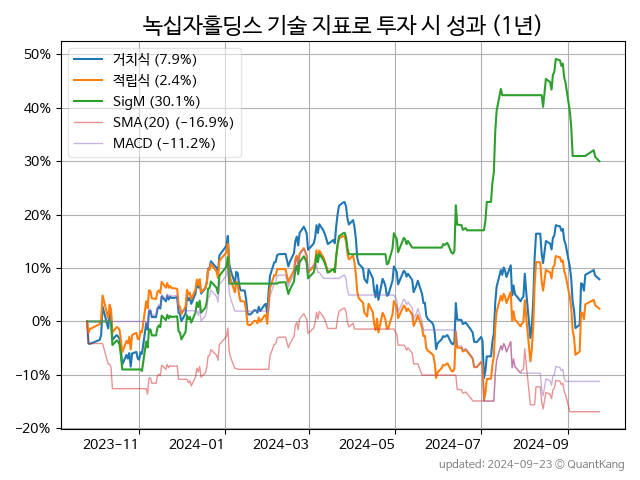 녹십자홀딩스 기술 지표로 투자 시 성과 (1년)
50%
40%
30%
20%
10%
0%
−10%
−20%
거치식 (7.9%)
적립식 (2.4%)
SigM (30.1%)
SMA(20) (−16.9%)
MACD (−11.2%)
2023-11
2024-01
2024-03
2024-05
2024-07
2024-09
updated: 2024-09-23 © QuantKang